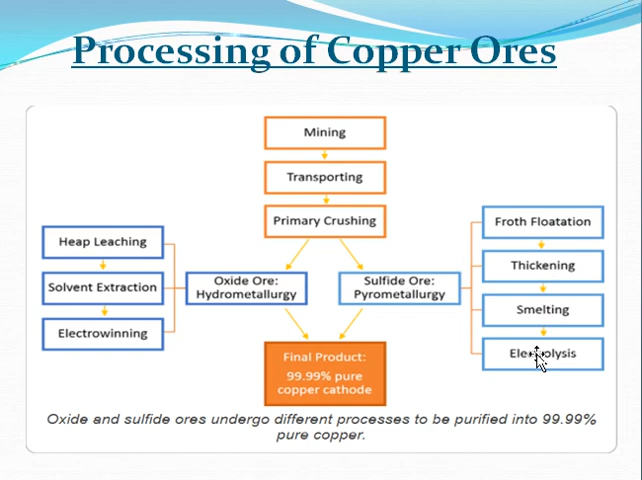 Processing of Copper Ores
Mining
Transporting
Primary Crushing
Heap Leaching
Solvent Extraction
Electrowinning
Oxide Ore:
Hydrometallurgy
Sulfide Ore:
Pyrometallurgy
Froth Floatation
Thickening
Smelting
Electrolysis
Final Product:
99.99% pure
copper cathode
Oxide and sulfide ores undergo different processes to be purified into 99.99%
pure copper.